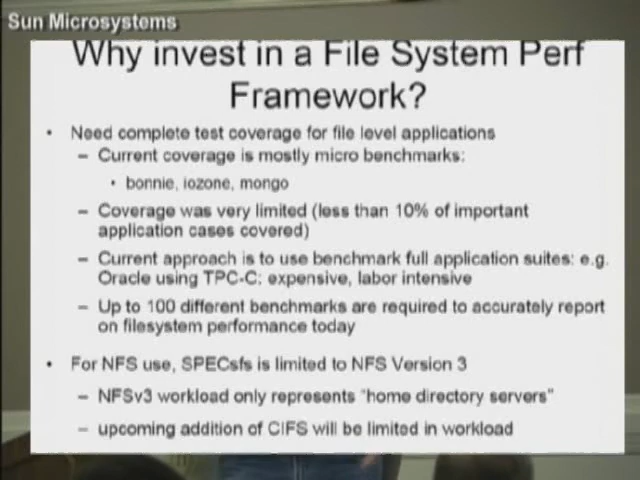 Sun Microsystems
Why invest in a File System Perf
Framework?
• Need complete test coverage for file level applications
– Current coverage is mostly micro benchmarks:
• bonnie, iozone, mongo
– Coverage was very limited (less than 10% of important
application cases covered)
– Current approach is to use benchmark full application suites: e.g.
Oracle using TPC-C: expensive, labor intensive
– Up to 100 different benchmarks are required to accurately report
on filesystem performance today
• For NFS use, SPECsfs is limited to NFS Version 3
– NFSv3 workload only represents "home directory servers"
– upcoming addition of CIFS will be limited in workload